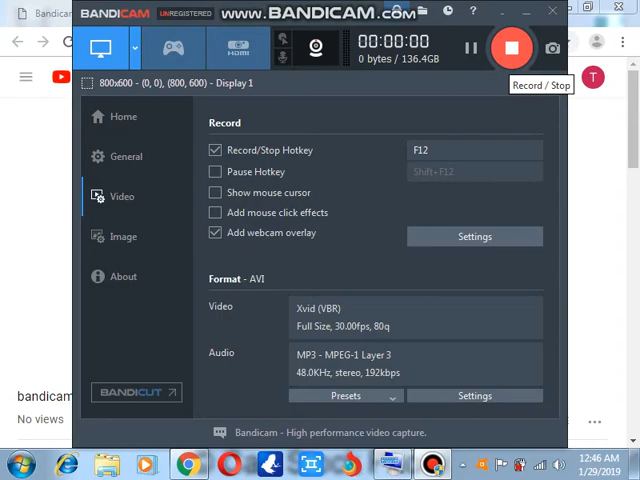 Bandicam
BANDICAM UNREGISTERED www.BANDICAM.com
HDMI
00:00:00
0 bytes / 136.4GB
800x600 - (0, 0), (800, 600) - Display 1
Record / Stop
T
Home
General
Video
Image
About
BANDICUT
Record
Record/Stop Hotkey
F12
Pause Hotkey
Shift+F12
Show mouse cursor
Add mouse click effects
Add webcam overlay
Settings
Format - AVI
Video
Xvid (VBR)
Full Size, 30.00fps, 80q
Audio
MP3 - MPEG-1 Layer 3
48.0KHz, stereo, 192kbps
Presets
Settings
bandicam
No views
Bandicam - High performance video capture.
12:46 AM
1/29/2019